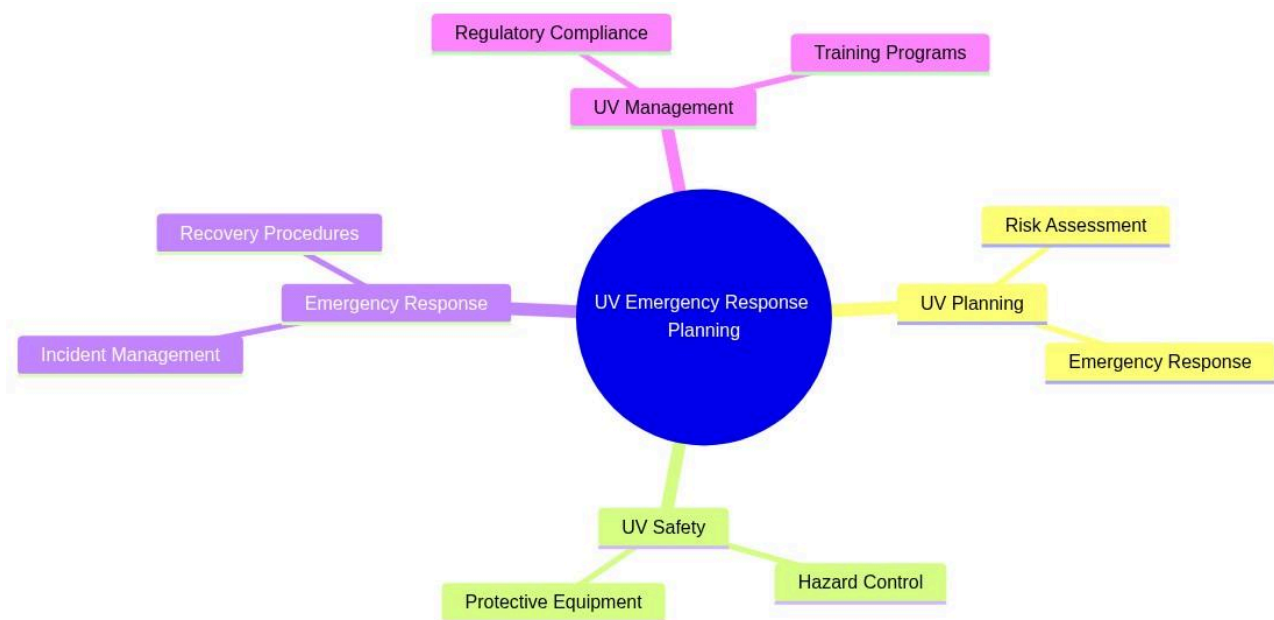 Regulatory Compliance
Training Programs
UV Management
Recovery Procedures
Risk Assessment
Emergency Response
UV Emergency Response
Planning
UV Planning
Incident Management
Emergency Response
UV Safety
Hazard Control
Protective Equipment